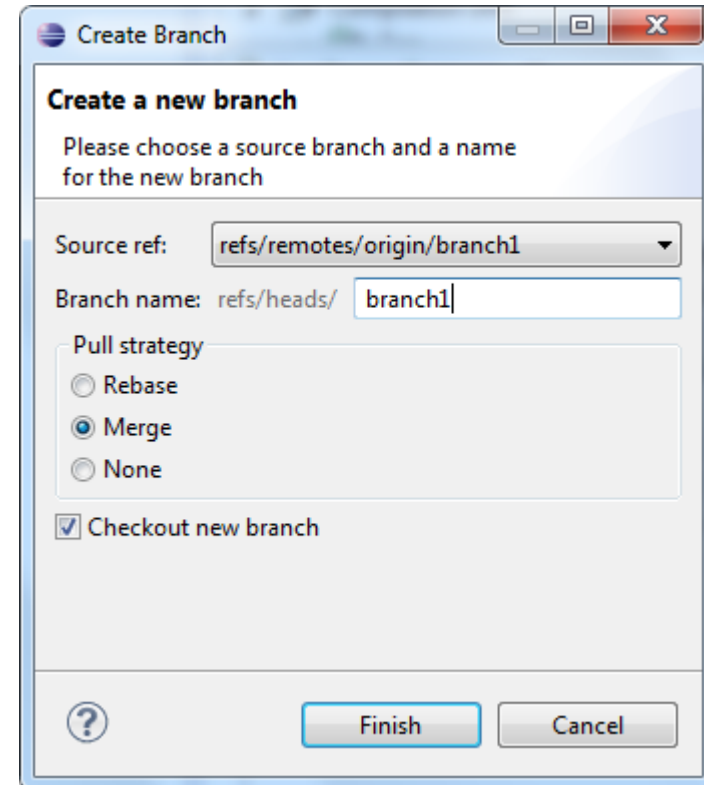 Create Branch
Create a new branch
Please choose a source branch and a name
for the new branch
Source ref: refs/remotes/origin/branch1
Branch name: refs/heads/ branch1
Pull strategy
Rebase
Merge
None
Checkout new branch
? Finish Cancel